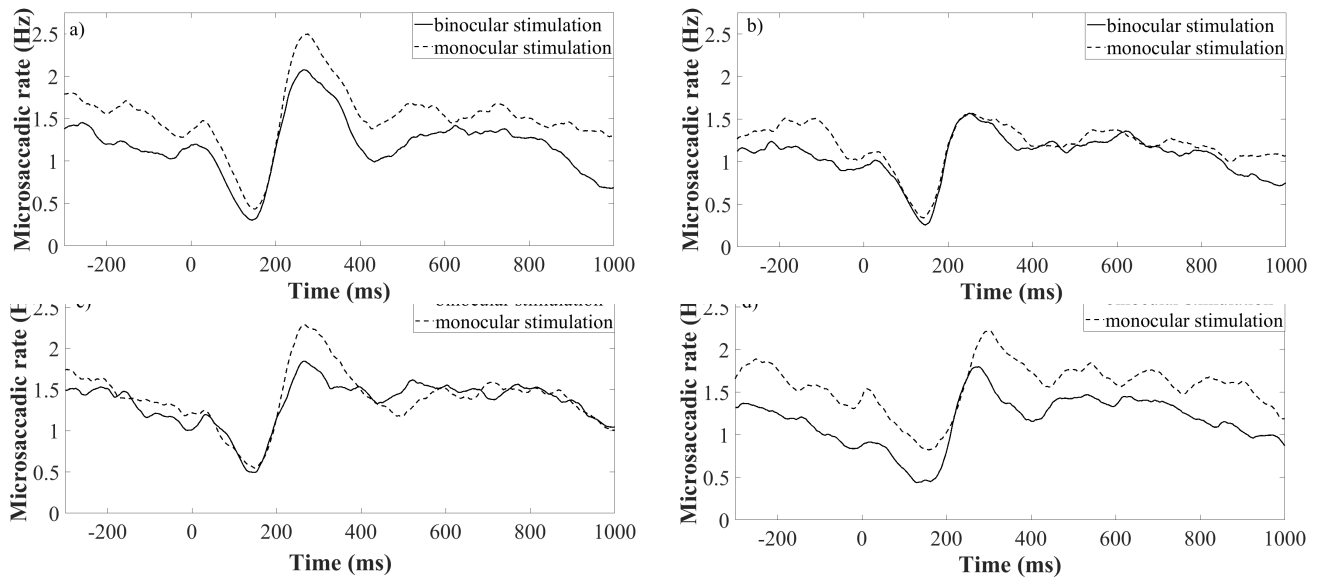 a)
binocular stimulation
monocular stimulation
Microsaccadic rate (Hz)
2.5
2
1.5
1
0.5
0
-200 0 200 400 600 800 1000
Time (ms)
b)
binocular stimulation
monocular stimulation
Microsaccadic rate (Hz)
2.5
2
1.5
1
0.5
0
-200 0 200 400 600 800 1000
Time (ms)
c)
binocular stimulation
monocular stimulation
Microsaccadic rate (H
2.5
2
1.5
1
0.5
0
-200 0 200 400 600 800 1000
Time (ms)
d)
monocular stimulation
Microsaccadic rate (H
2.5
2
1.5
1
0.5
0
-200 0 200 400 600 800 1000
Time (ms)